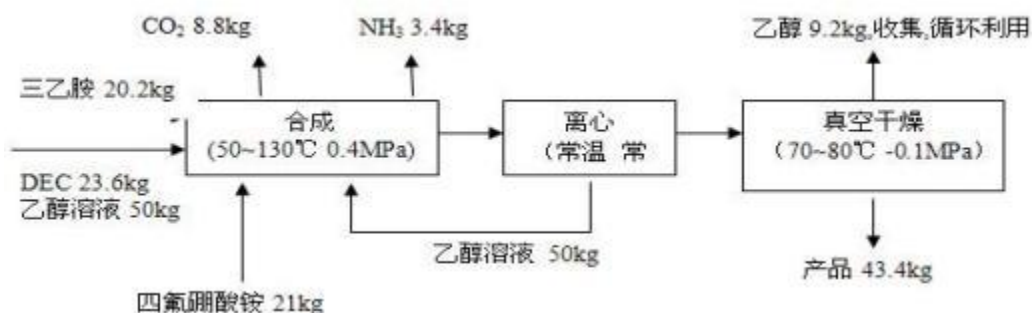 CO₂ 8.8kg
NH₃ 3.4kg
乙醇 9.2kg,收集,循环利用
三乙胺 20.2kg
合成
(50~130℃ 0.4MPa)
离心
（常温 常
真空干燥
（70~80℃ -0.1MPa）
DEC 23.6kg
乙醇溶液 50kg
乙醇溶液 50kg
产品 43.4kg
四氟硼酸铵 21kg